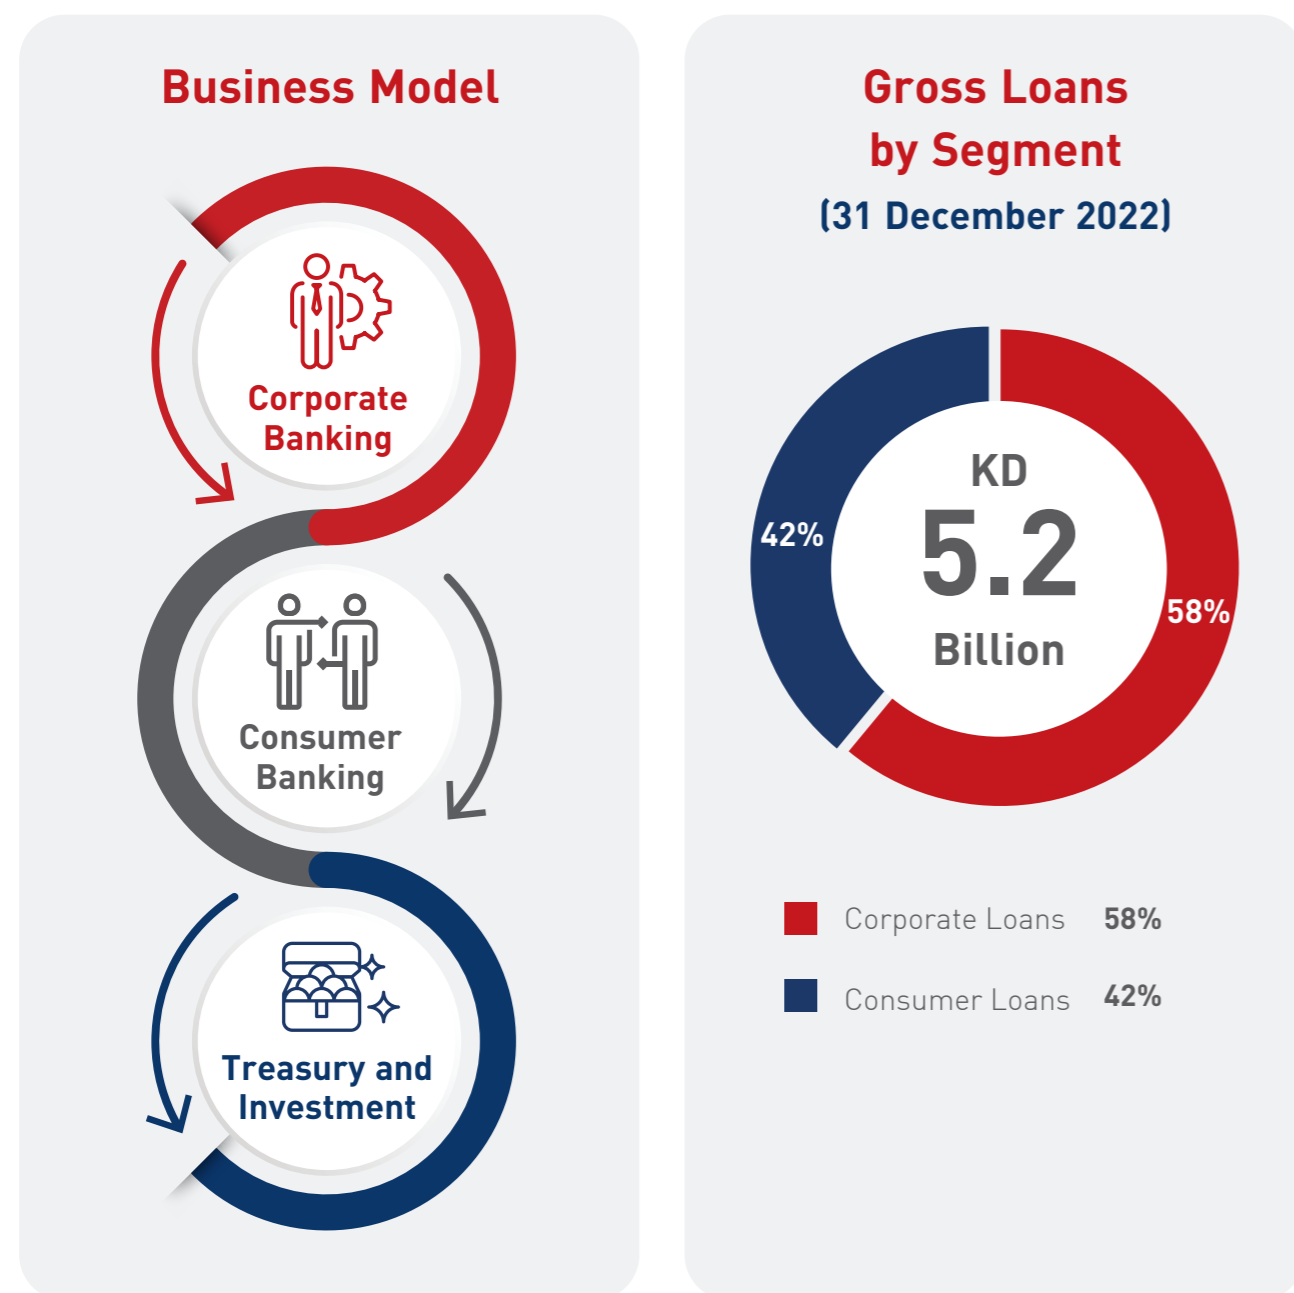 Business Model
Corporate
Banking
Consumer
Banking
Treasury and
Investment
Gross Loans
by Segment
(31 December 2022)
KD
5.2
Billion
42%
58%
Corporate Loans 58%
Consumer Loans 42%